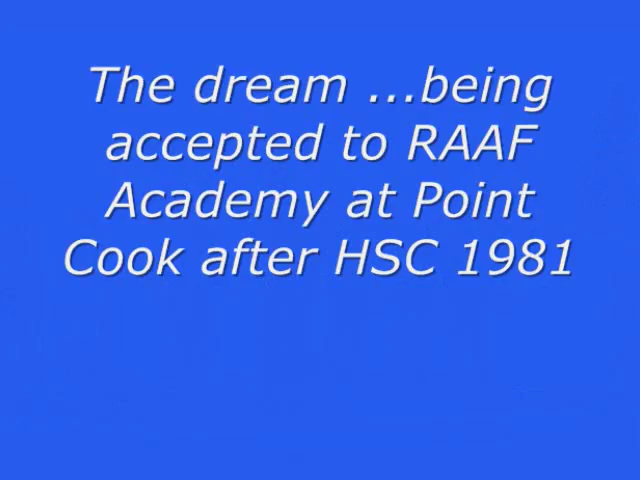 The dream ...being
accepted to RAAF
Academy at Point
Cook after HSC 1981